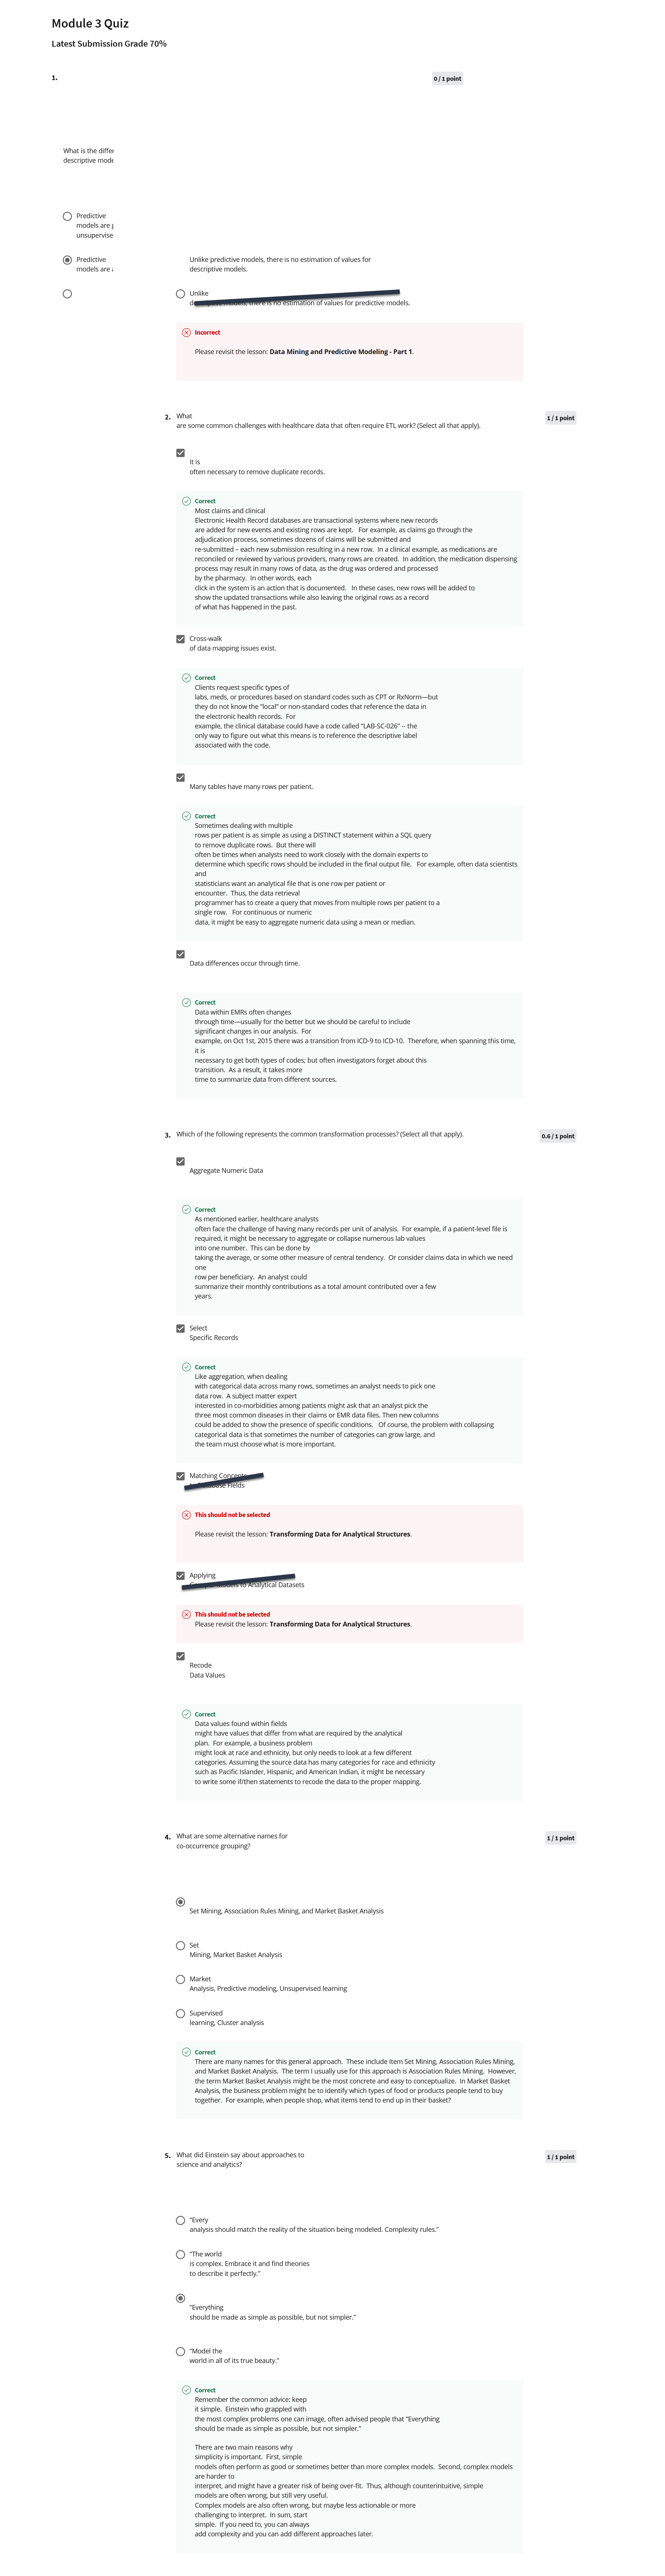 Module 3 Quiz
Latest Submission Grade 70%
1.
0 / 1 point
What is the differ
descriptive mode
Predictive
models are
unsupervise
Predictive
models are
Unlike predictive models, there is no estimation of values for
descriptive models.
Unlike
there is no estimation of values for predictive models.
Incorrect
Please revisit the lesson: Data Mining and Predictive Modeling - Part 1.
2. What
are some common challenges with healthcare data that often require ETL work? (Select all that apply).
1 / 1 point
It is
often necessary to remove duplicate records.
Correct
Most claims and clinical
Electronic Health Record databases are transactional systems where new records
are added for new events and existing rows are kept. For example, as claims go through the
adjudication process, sometimes dozens of claims will be submitted and
re-submitted – each new submission resulting in a new row. In a clinical example, as medications are
reconciled or reviewed by various providers, many rows are created. In addition, the medication dispensing
process may result in many rows of data, as the drug was ordered and processed
by the pharmacy. In other words, each
click in the system is an action that is documented. In these cases, new rows will be added to
show the updated transactions while also leaving the original rows as a record
of what has happened in the past.
Cross-walk
of data mapping issues exist.
Correct
Clients request specific types of
labs, meds, or procedures based on standard codes such as CPT or RxNorm—but
they do not know the “local” or non-standard codes that reference the data in
the electronic health records. For
example, the clinical database could have a code called “LAB-SC-026” -- the
only way to figure out what this means is to reference the descriptive label
associated with the code.
Many tables have many rows per patient.
Correct
Sometimes dealing with multiple
rows per patient is as simple as using a DISTINCT statement within a SQL query
to remove duplicate rows. But there will
often be times when analysts need to work closely with the domain experts to
determine which specific rows should be included in the final output file. For example, often data scientists
and
statisticians want an analytical file that is one row per patient or
encounter. Thus, the data retrieval
programmer has to create a query that moves from multiple rows per patient to a
single row. For continuous or numeric
data, it might be easy to aggregate numeric data using a mean or median.
Data differences occur through time.
Correct
Data within EMRs often changes
through time—usually for the better but we should be careful to include
significant changes in our analysis. For
example, on Oct 1st, 2015 there was a transition from ICD-9 to ICD-10. Therefore, when spanning this time,
it is
necessary to get both types of codes; but often investigators forget about this
transition. As a result, it takes more
time to summarize data from different sources.
3. Which of the following represents the common transformation processes? (Select all that apply).
0.6 / 1 point
Aggregate Numeric Data
Correct
As mentioned earlier, healthcare analysts
often face the challenge of having many records per unit of analysis. For example, if a patient-level file is
required, it might be necessary to aggregate or collapse numerous lab values
into one number. This can be done by
taking the average, or some other measure of central tendency. Or consider claims data in which we need
one
row per beneficiary. An analyst could
summarize their monthly contributions as a total amount contributed over a few
years.
Select
Specific Records
Correct
Like aggregation, when dealing
with categorical data across many rows, sometimes an analyst needs to pick one
data row. A subject matter expert
interested in co-morbidities among patients might ask that an analyst pick the
three most common diseases in their claims or EMR data files. Then new columns
could be added to show the presence of specific conditions. Of course, the problem with collapsing
categorical data is that sometimes the number of categories can grow large, and
the team must choose what is more important.
Matching Concepts
Fields
This should not be selected
Please revisit the lesson: Transforming Data for Analytical Structures.
Applying
to Analytical Datasets
This should not be selected
Please revisit the lesson: Transforming Data for Analytical Structures.
Recode
Data Values
Correct
Data values found within fields
might have values that differ from what are required by the analytical
plan. For example, a business problem
might look at race and ethnicity, but only needs to look at a few different
categories. Assuming the source data has many categories for race and ethnicity
such as Pacific Islander, Hispanic, and American Indian, it might be necessary
to write some if/then statements to recode the data to the proper mapping.
4. What are some alternative names for
co-occurrence grouping?
1 / 1 point
Set Mining, Association Rules Mining, and Market Basket Analysis
Set
Mining, Market Basket Analysis
Market
Analysis, Predictive modeling, Unsupervised learning
Supervised
learning, Cluster analysis
Correct
There are many names for this general approach. These include Item Set Mining, Association Rules Mining,
and Market Basket Analysis. The term I usually use for this approach is Association Rules Mining. However,
the term Market Basket Analysis might be the most concrete and easy to conceptualize. In Market Basket
Analysis, the business problem might be to identify which types of food or products people tend to buy
together. For example, when people shop, what items tend to end up in their basket?
5. What did Einstein say about approaches to
science and analytics?
1 / 1 point
“Every
analysis should match the reality of the situation being modeled. Complexity rules.”
“The world
is complex. Embrace it and find theories
to describe it perfectly.”
“Everything
should be made as simple as possible, but not simpler.”
“Model the
world in all of its true beauty.”
Correct
Remember the common advice: keep
it simple. Einstein who grappled with
the most complex problems one can image, often advised people that “Everything
should be made as simple as possible, but not simpler.”
There are two main reasons why
simplicity is important. First, simple
models often perform as good or sometimes better than more complex models. Second, complex models
are harder to
interpret, and might have a greater risk of being over-fit. Thus, although counterintuitive, simple
models are often wrong, but still very useful.
Complex models are also often wrong, but maybe less actionable or more
challenging to interpret. In sum, start
simple. If you need to, you can always
add complexity and you can add different approaches later.